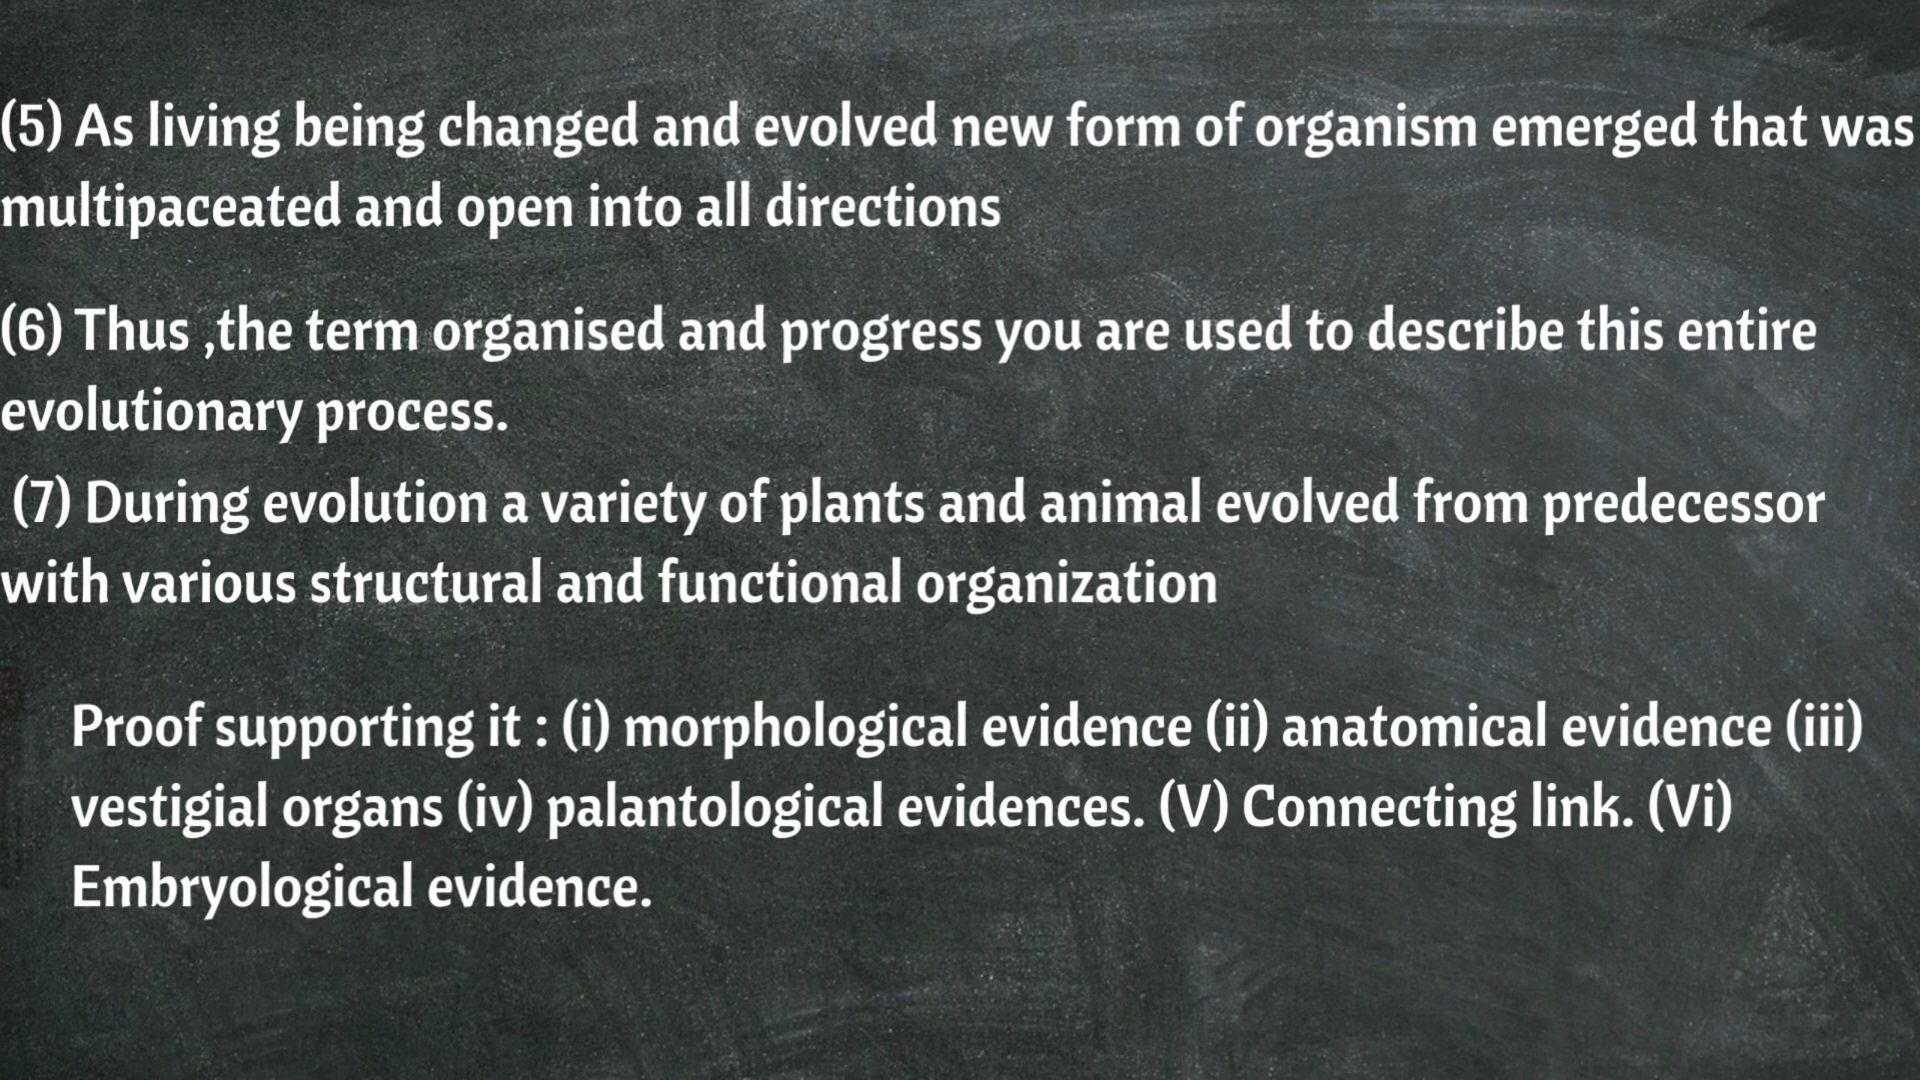 (5) As living being changed and evolved new form of organism emerged that was
multipaceated and open into all directions
(6) Thus ,the term organised and progress you are used to describe this entire
evolutionary process.
(7) During evolution a variety of plants and animal evolved from predecessor
with various structural and functional organization
Proof supporting it : (i) morphological evidence (ii) anatomical evidence (iii)
vestigial organs (iv) palantological evidences. (V) Connecting link. (Vi)
Embryological evidence.